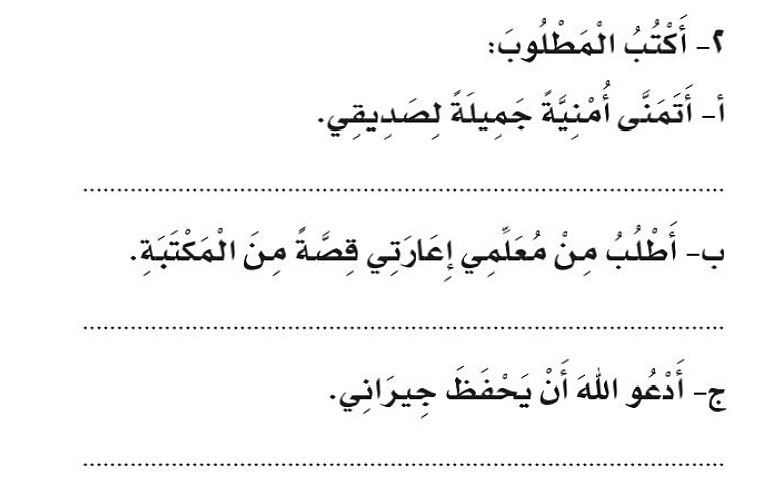 ٢- أَكْتُبُ الْمَطْلُوبَ:
أ- أَتَمَنَّى أُمْنِيَّةً جَمِيلَةً لِصَدِيقِي.
................................................................................................
ب- أَطْلُبُ مِنْ مُعَلِّمِي إِعَارَتِي قِصَّةً مِنَ الْمَكْتَبَةِ.
................................................................................................
ج- أَدْعُو اللهَ أَنْ يَحْفَظَ جِيرَانِي.
................................................................................................